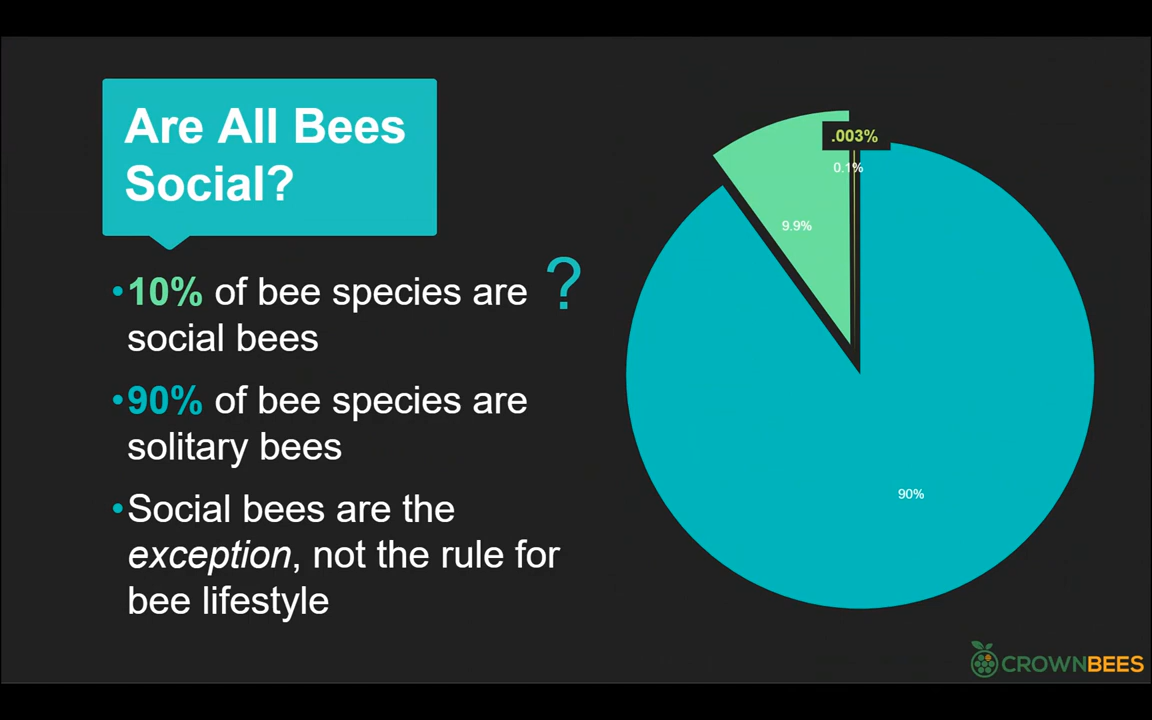 Are All Bees
Social?
•10% of bee species are
social bees
?
•90% of bee species are
solitary bees
•Social bees are the
exception, not the rule for
bee lifestyle
.003%
0.1%
9.9%
90%
CROWNBEES